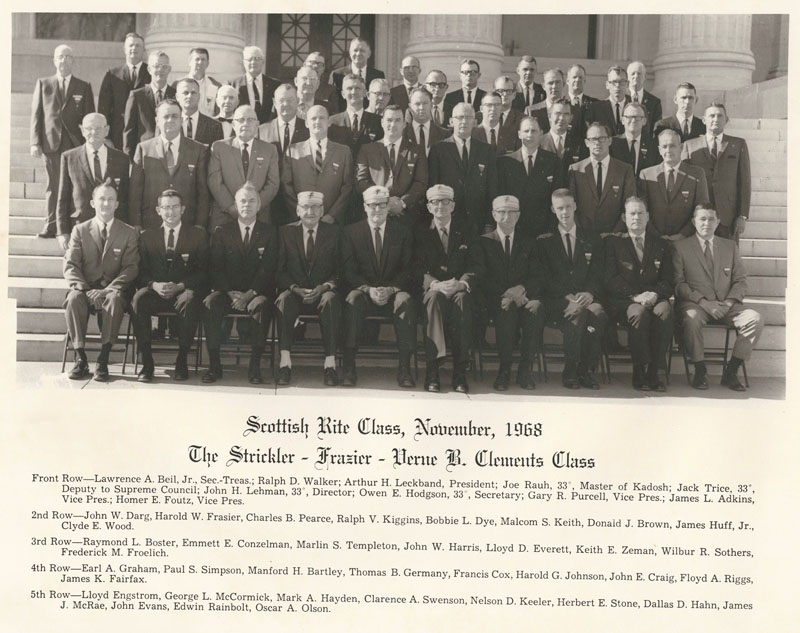 Scottish Rite Class, November, 1968
The Strickler - Frazier - Verne B. Clements Class
Front Row—Lawrence A. Beil, Jr., Sec.-Treas.; Ralph D. Walker; Arthur H. Leckband, President; Joe Rauh, 33°, Master of Kadosh; Jack Trice, 33°,
Deputy to Supreme Council; John H. Lehman, 33°, Director; Owen E. Hodgson, 33°, Secretary; Gary R. Purcell, Vice Pres.; James L. Adkins,
Vice Pres.; Homer E. Foutz, Vice Pres.
2nd Row—John W. Darg, Harold W. Frasier, Charles B. Pearce, Ralph V. Kiggins, Bobbie L. Dye, Malcom S. Keith, Donald J. Brown, James Huff, Jr.,
Clyde E. Wood.
3rd Row—Raymond L. Boster, Emmett E. Conzelman, Marlin S. Templeton, John W. Harris, Lloyd D. Everett, Keith E. Zeman, Wilbur R. Sothers,
Frederick M. Froelich.
4th Row—Earl A. Graham, Paul S. Simpson, Manford H. Bartley, Thomas B. Germany, Francis Cox, Harold G. Johnson, John E. Craig, Floyd A. Riggs,
James K. Fairfax.
5th Row—Lloyd Engstrom, George L. McCormick, Mark A. Hayden, Clarence A. Swenson, Nelson D. Keeler, Herbert E. Stone, Dallas D. Hahn, James
J. McRae, John Evans, Edwin Rainbolt, Oscar A. Olson.